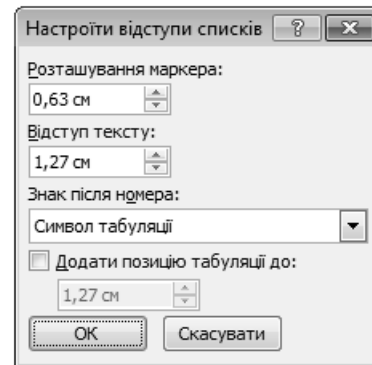 Настроїти відступи списків ?
Розташування маркера:
0,63 см
Відступ тексту:
1,27 см
Знак після номера:
Символ табуляції
Додати позицію табуляції до:
1,27 см
ОК Скасувати